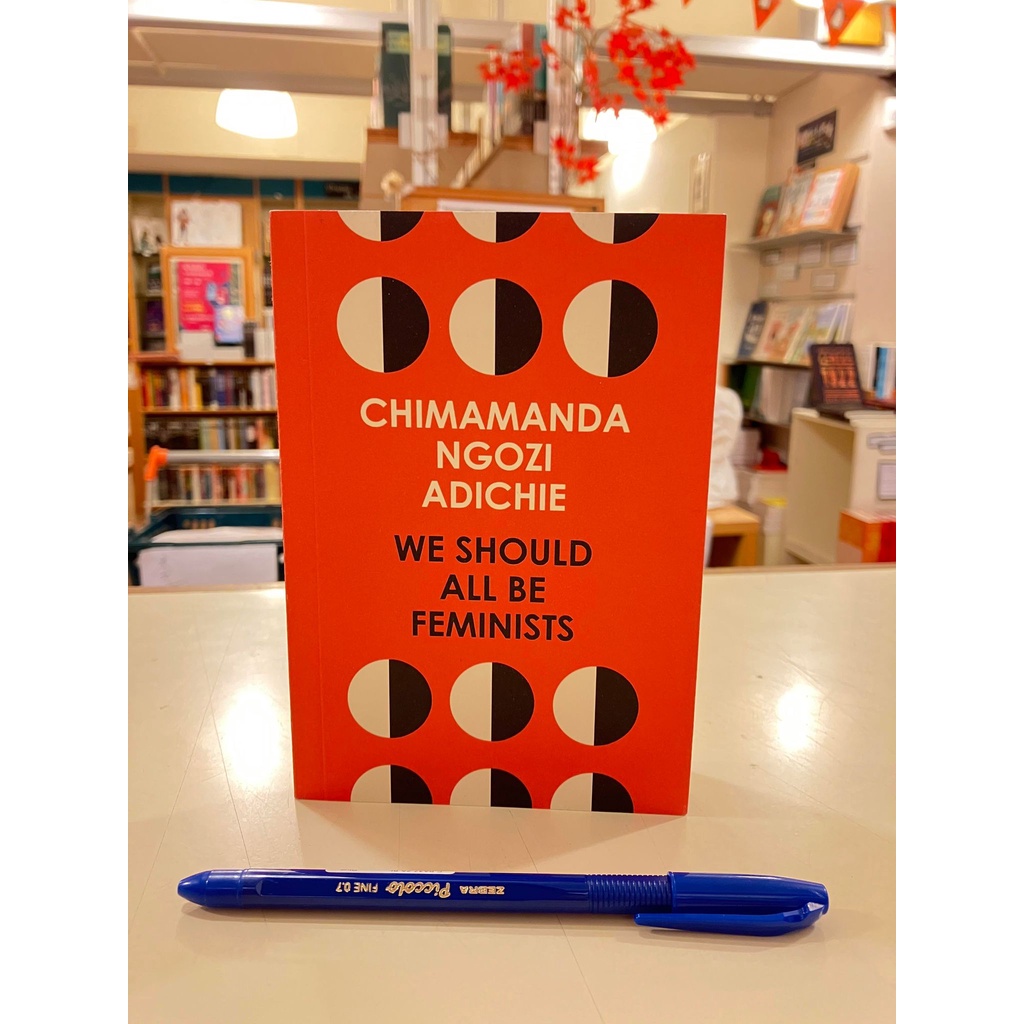 CHIMAMANDA
NGOZI
ADICHIE
WE SHOULD
ALL BE
FEMINISTS
ZEBRA Piccolo FINE 0.7